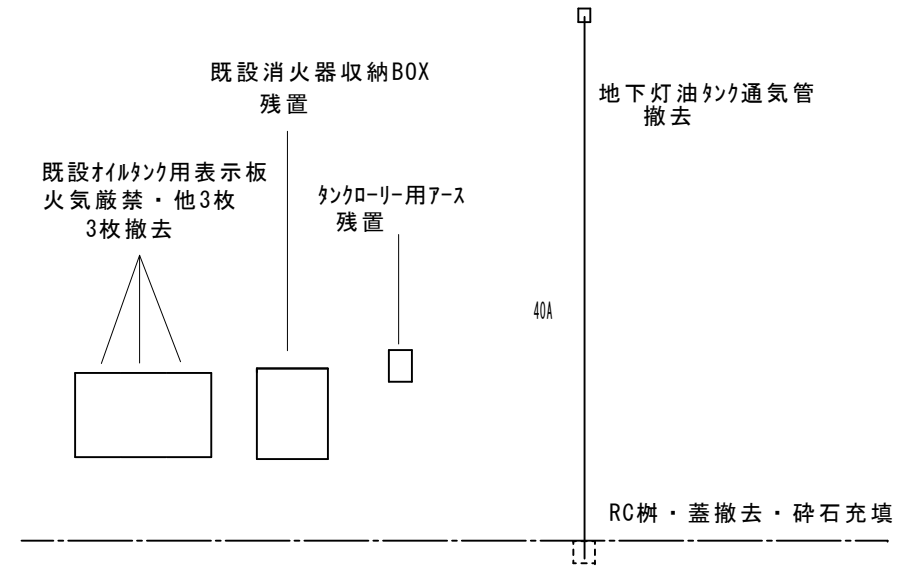 既設消火器収納BOX
残置
地下灯油ﾀﾝｸ通気管
撤去
既設ｵｲﾙﾀﾝｸ用表示板
火気厳禁・他3枚
3枚撤去
ﾀﾝｸﾛｰﾘｰ用ｱｰｽ
残置
40A
RC桝・蓋撤去・砕石充填